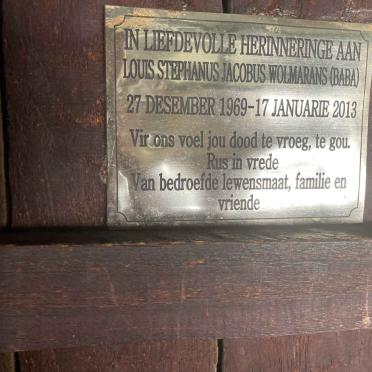 IN LIEFDEVOLLE HERINNERINGE AAN
LOUIS STEPHANUS JACOBUS WOLMARANS (BABA)
27 DESEMBER 1969-17 JANUARIE 2013
Vir ons voel jou dood te vroeg, te gou.
Rus in vrede
Van bedroefde lewensmaat, familie en
vriende